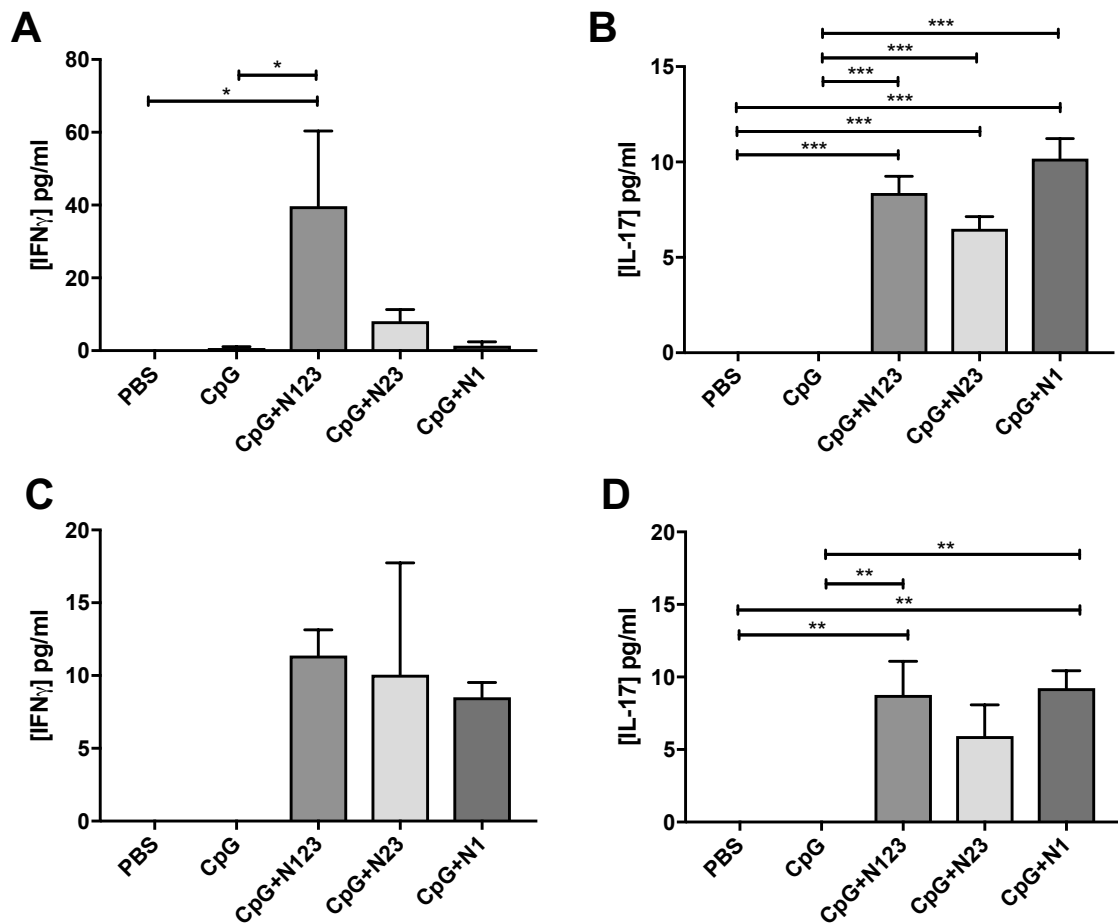 A
[IFNγ] pg/ml
80
60
40
20
0
*
*
PBS
CpG
CpG+N123
CpG+N23
CpG+N1
B
[IL-17] pg/ml
15
10
5
0
***
***
***
***
***
***
PBS
CpG
CpG+N123
CpG+N23
CpG+N1
C
[IFNγ] pg/ml
20
15
10
5
0
PBS
CpG
CpG+N123
CpG+N23
CpG+N1
D
[IL-17] pg/ml
20
15
10
5
0
**
**
**
**
PBS
CpG
CpG+N123
CpG+N23
CpG+N1